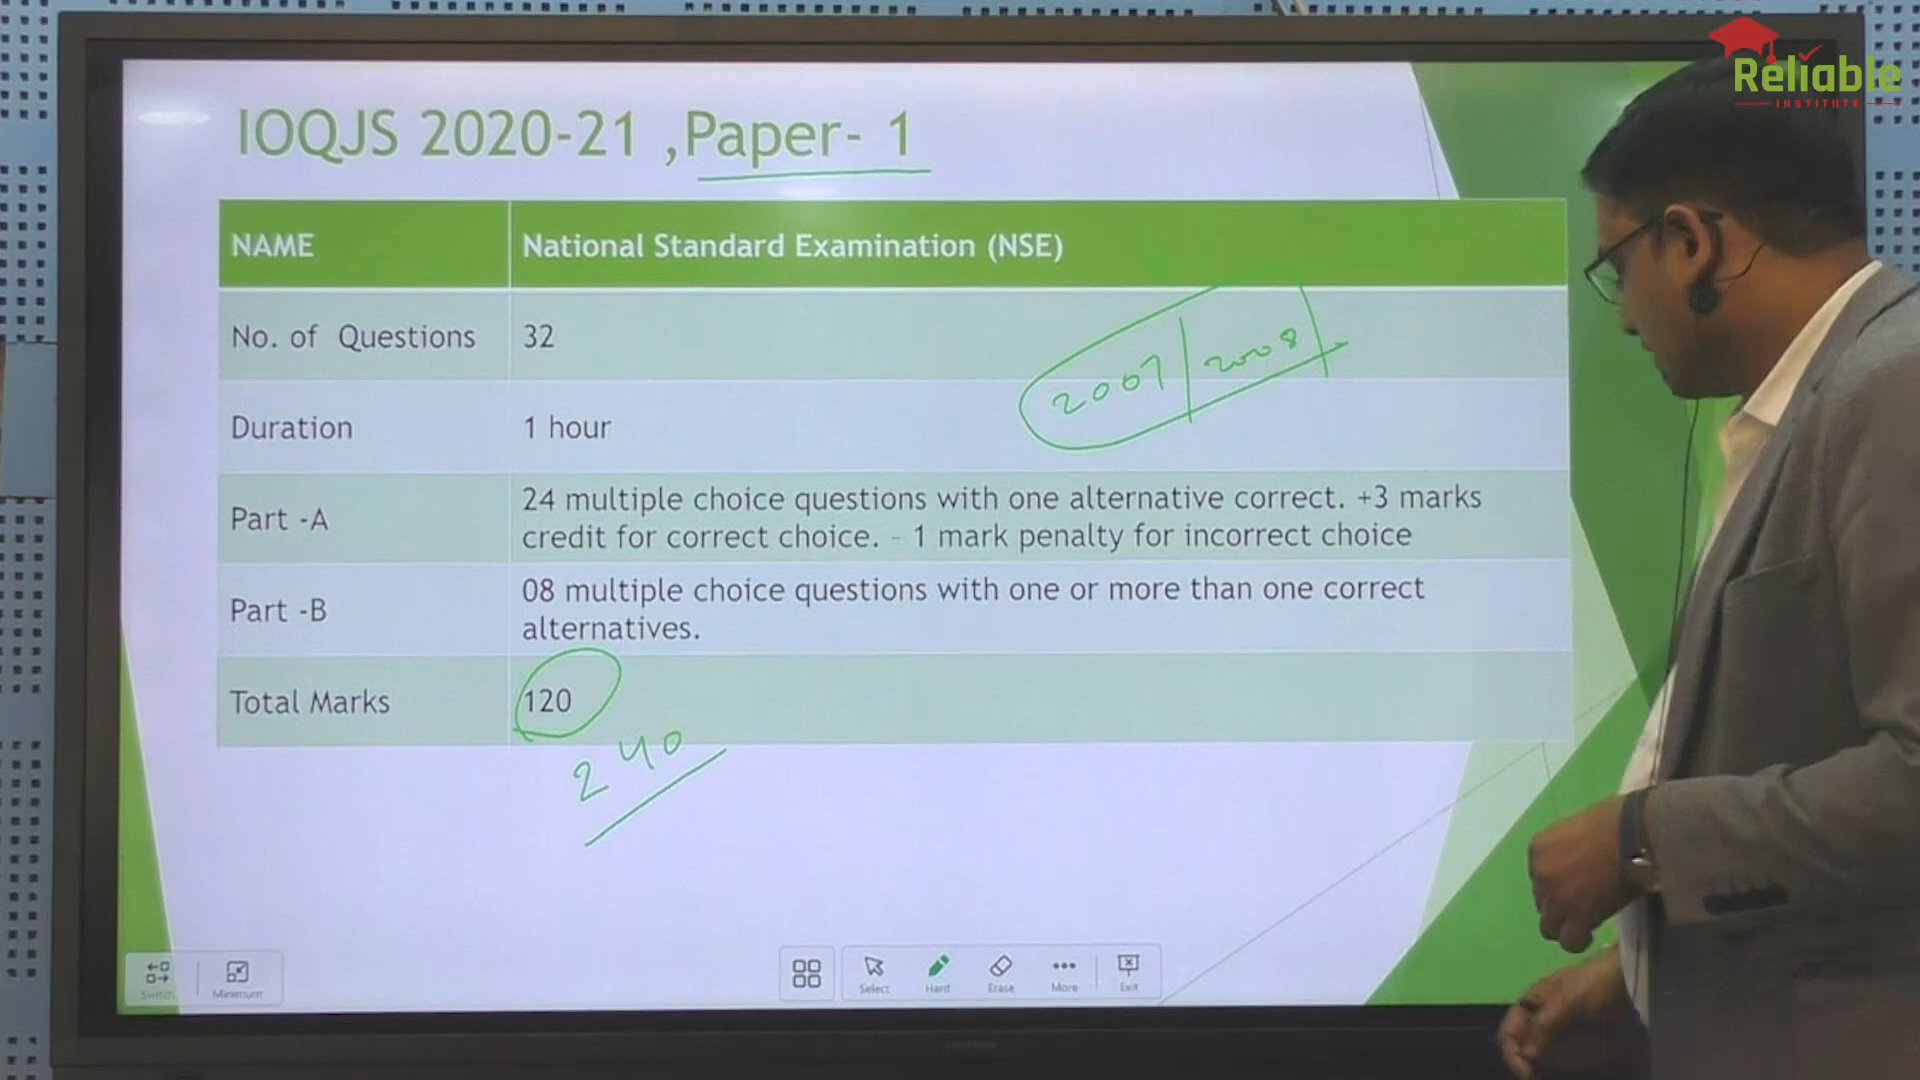 Reliable
INSTITUTE
IOQJS 2020-21 ,Paper- 1
NAME
National Standard Examination (NSE)
No. of Questions
32
2007 | 2008
Duration
1 hour
Part -A
24 multiple choice questions with one alternative correct. +3 marks
credit for correct choice. - 1 mark penalty for incorrect choice
Part -B
08 multiple choice questions with one or more than one correct
alternatives.
Total Marks
120
240
Switch
Minimum
Select
Hard
Erase
More
Exit